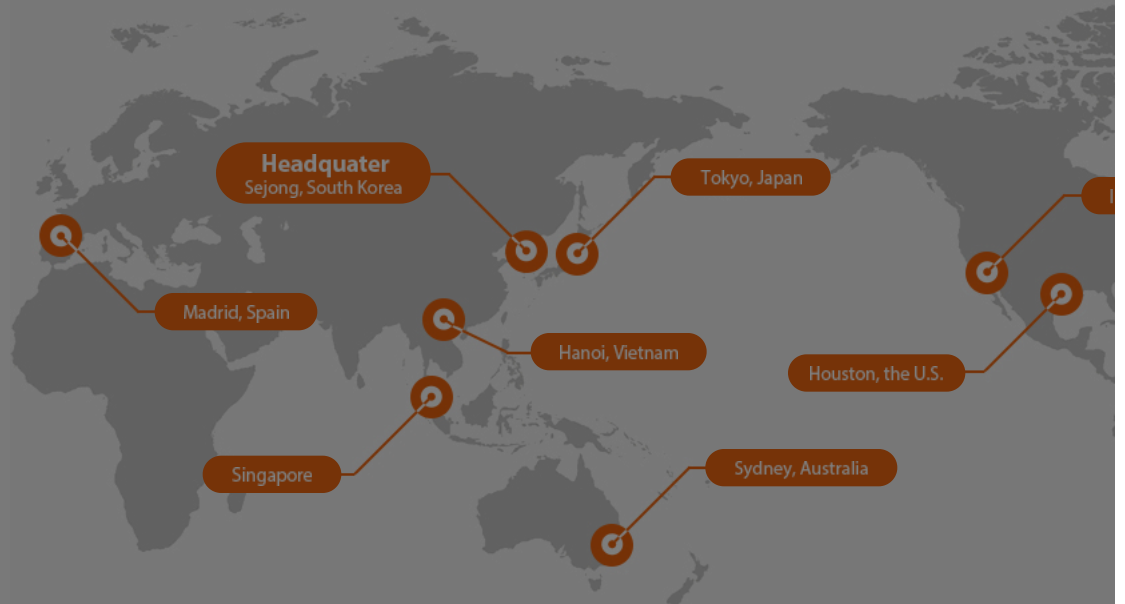 Headquater
Sejong, South Korea
Tokyo, Japan
Madrid, Spain
Hanoi, Vietnam
Houston, the U.S.
Singapore
Sydney, Australia